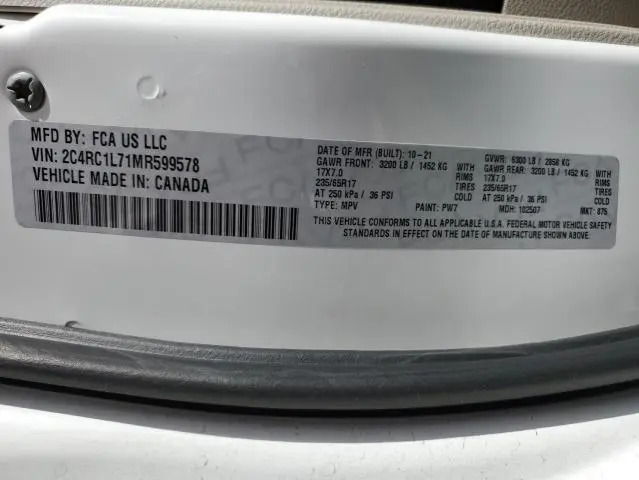 MFD BY: FCA US LLC
VIN: 2C4RC1L71MR599578
VEHICLE MADE IN: CANADA
DATE OF MFR (BUILT): 10-21 GVWR: 6300 LB / 2858 KG
GAWR FRONT: 3200 LB / 1452 KG WITH GAWR REAR: 3200 LB / 1452 KG WITH
17X7.0 RIMS 17X7.0 RIMS
235/65R17 TIRES 235/65R17 TIRES
AT 250 kPa / 36 PSI COLD AT 250 kPa / 36 PSI COLD
TYPE: MPV PAINT: PW7 MDH: 102507 MKT: 875
THIS VEHICLE CONFORMS TO ALL APPLICABLE U.S.A. FEDERAL MOTOR VEHICLE SAFETY
STANDARDS IN EFFECT ON THE DATE OF MANUFACTURE SHOWN ABOVE.